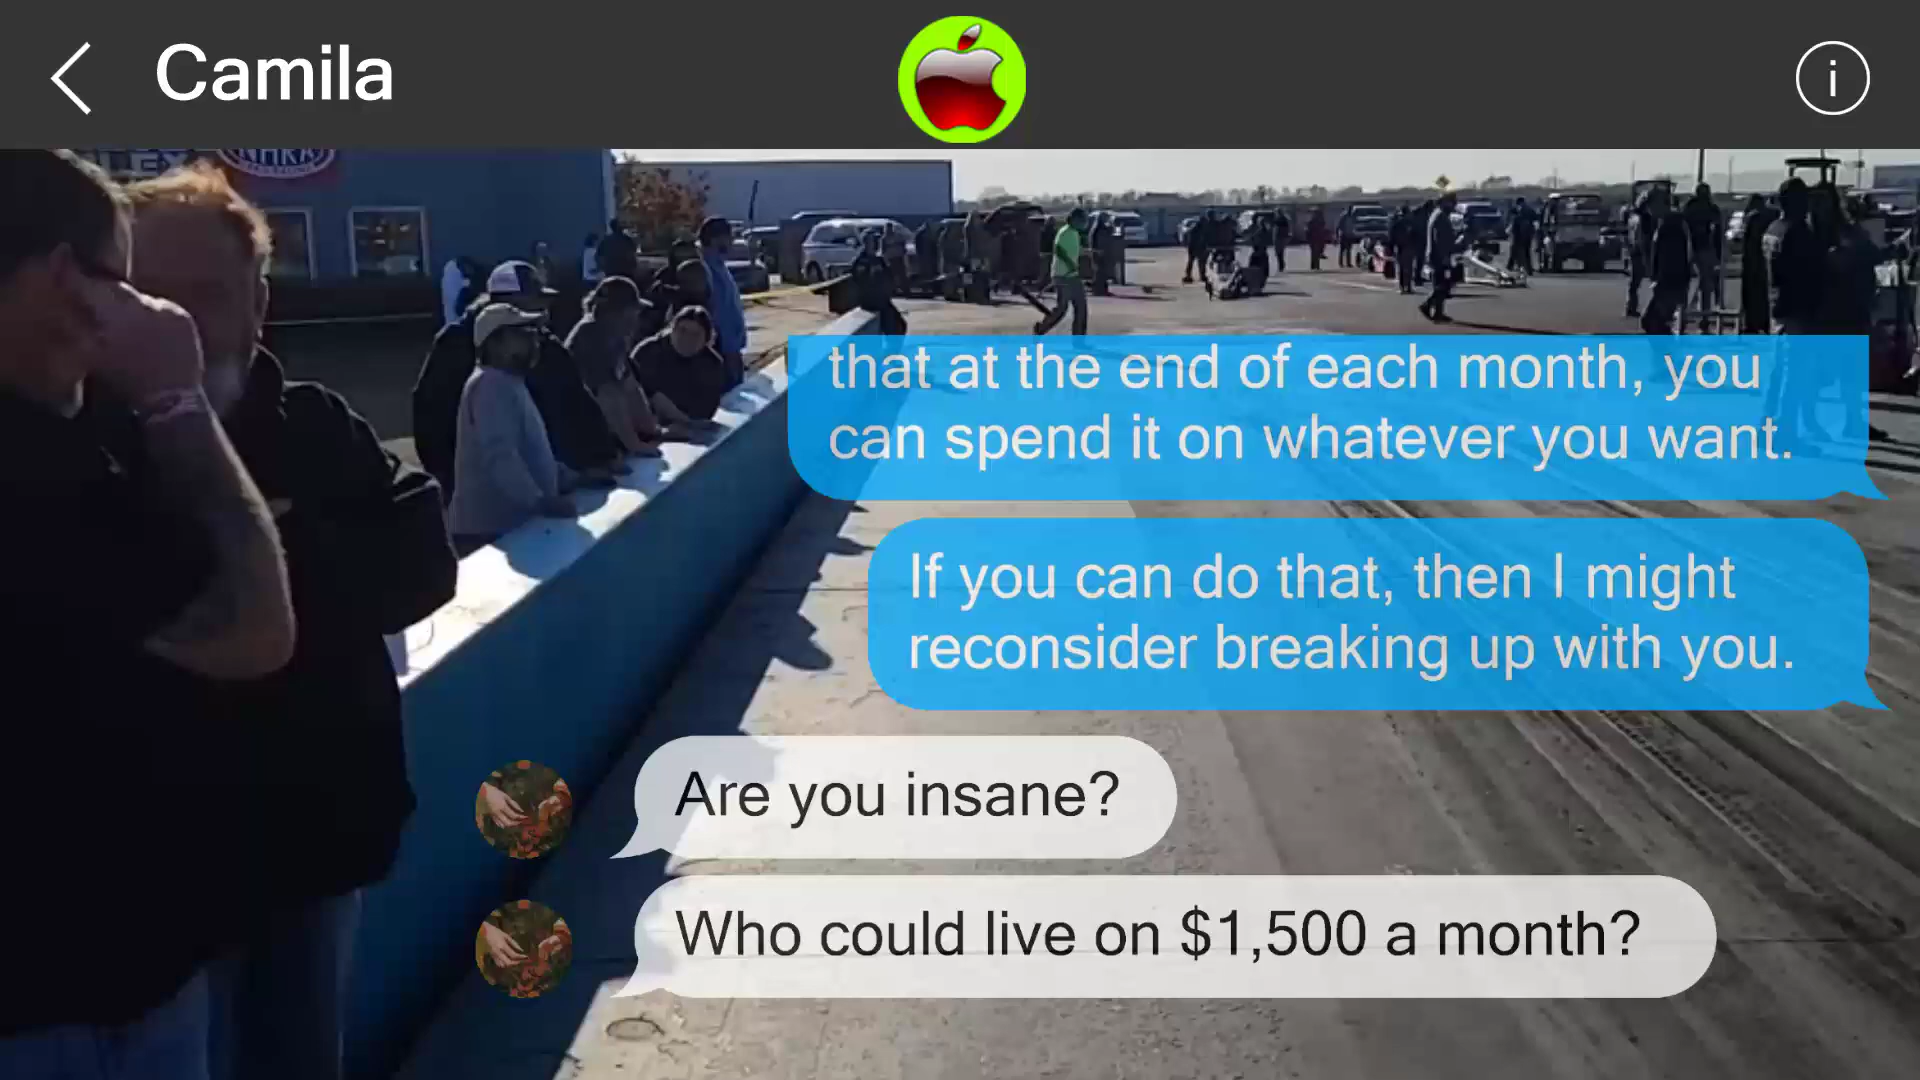 Camila
that at the end of each month, you
can spend it on whatever you want.
If you can do that, then I might
reconsider breaking up with you.
Are you insane?
Who could live on $1,500 a month?